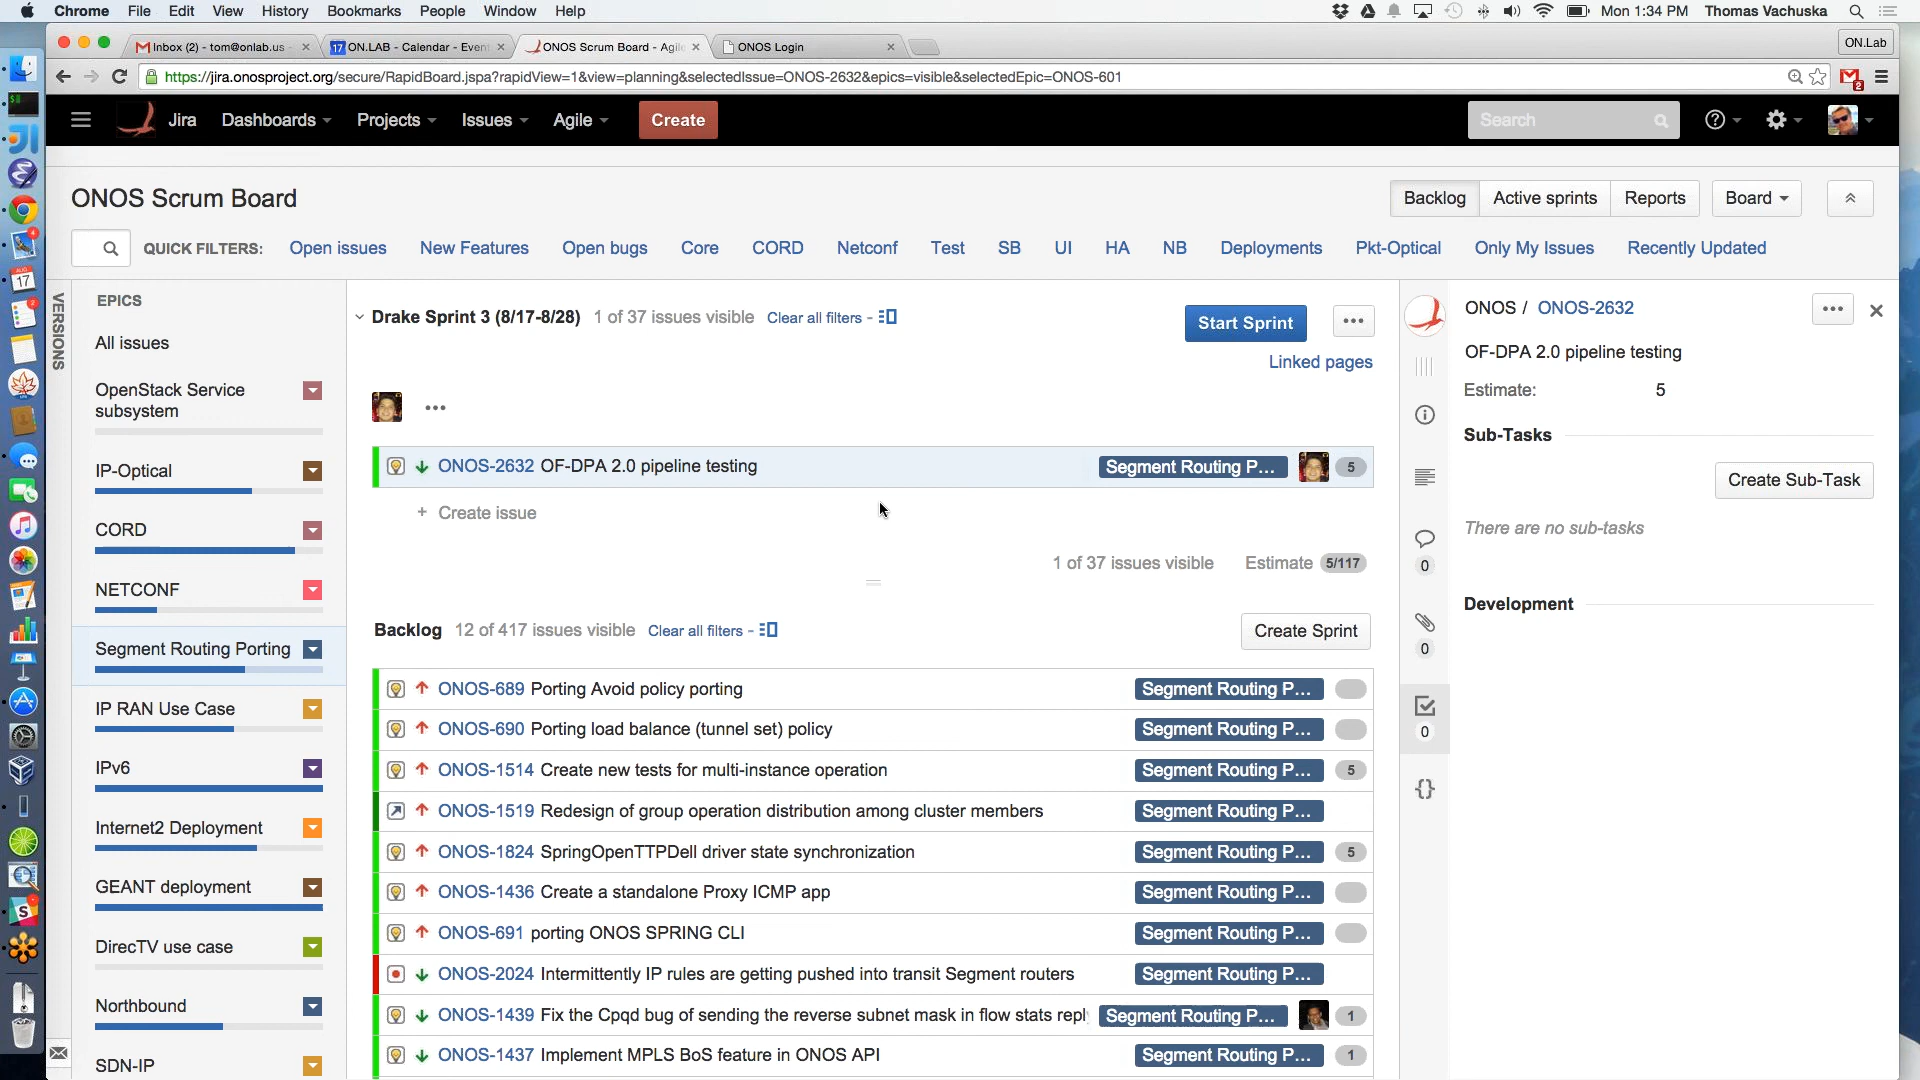 Chrome File Edit View History Bookmarks People Window Help Mon 1:34 PM Thomas Vachuska
Inbox (2) - tom@onlab.us ON.LAB - Calendar - Even ONOS Scrum Board - Agile ONOS Login ON.Lab
https://jira.onosproject.org/secure/RapidBoard.jspa?rapidView=1&view=planning&selectedIssue=ONOS-2632&epics=visible&selectedEpic=ONOS-601
Jira Dashboards Projects Issues Agile Create Search
ONOS Scrum Board
Backlog Active sprints Reports Board
QUICK FILTERS: Open issues New Features Open bugs Core CORD Netconf Test SB UI HA NB Deployments Pkt-Optical Only My Issues Recently Updated
VERSIONS
EPICS
All issues
OpenStack Service
subsystem
IP-Optical
CORD
NETCONF
Segment Routing Porting
IP RAN Use Case
IPv6
Internet2 Deployment
GEANT deployment
DirecTV use case
Northbound
SDN-IP
Drake Sprint 3 (8/17-8/28) 1 of 37 issues visible Clear all filters - Start Sprint
Linked pages
ONOS-2632 OF-DPA 2.0 pipeline testing Segment Routing P... 5
+ Create issue
1 of 37 issues visible Estimate 5/117
Backlog 12 of 417 issues visible Clear all filters - Create Sprint
ONOS-689 Porting Avoid policy porting Segment Routing P...
ONOS-690 Porting load balance (tunnel set) policy Segment Routing P...
ONOS-1514 Create new tests for multi-instance operation Segment Routing P... 5
ONOS-1519 Redesign of group operation distribution among cluster members Segment Routing P...
ONOS-1824 SpringOpenTTPDell driver state synchronization Segment Routing P... 5
ONOS-1436 Create a standalone Proxy ICMP app Segment Routing P...
ONOS-691 porting ONOS SPRING CLI Segment Routing P...
ONOS-2024 Intermittently IP rules are getting pushed into transit Segment routers Segment Routing P...
ONOS-1439 Fix the Cpqd bug of sending the reverse subnet mask in flow stats repl Segment Routing P... 1
ONOS-1437 Implement MPLS BoS feature in ONOS API Segment Routing P... 1
ONOS / ONOS-2632
OF-DPA 2.0 pipeline testing
Estimate: 5
Sub-Tasks
Create Sub-Task
There are no sub-tasks
Development
0
0
0